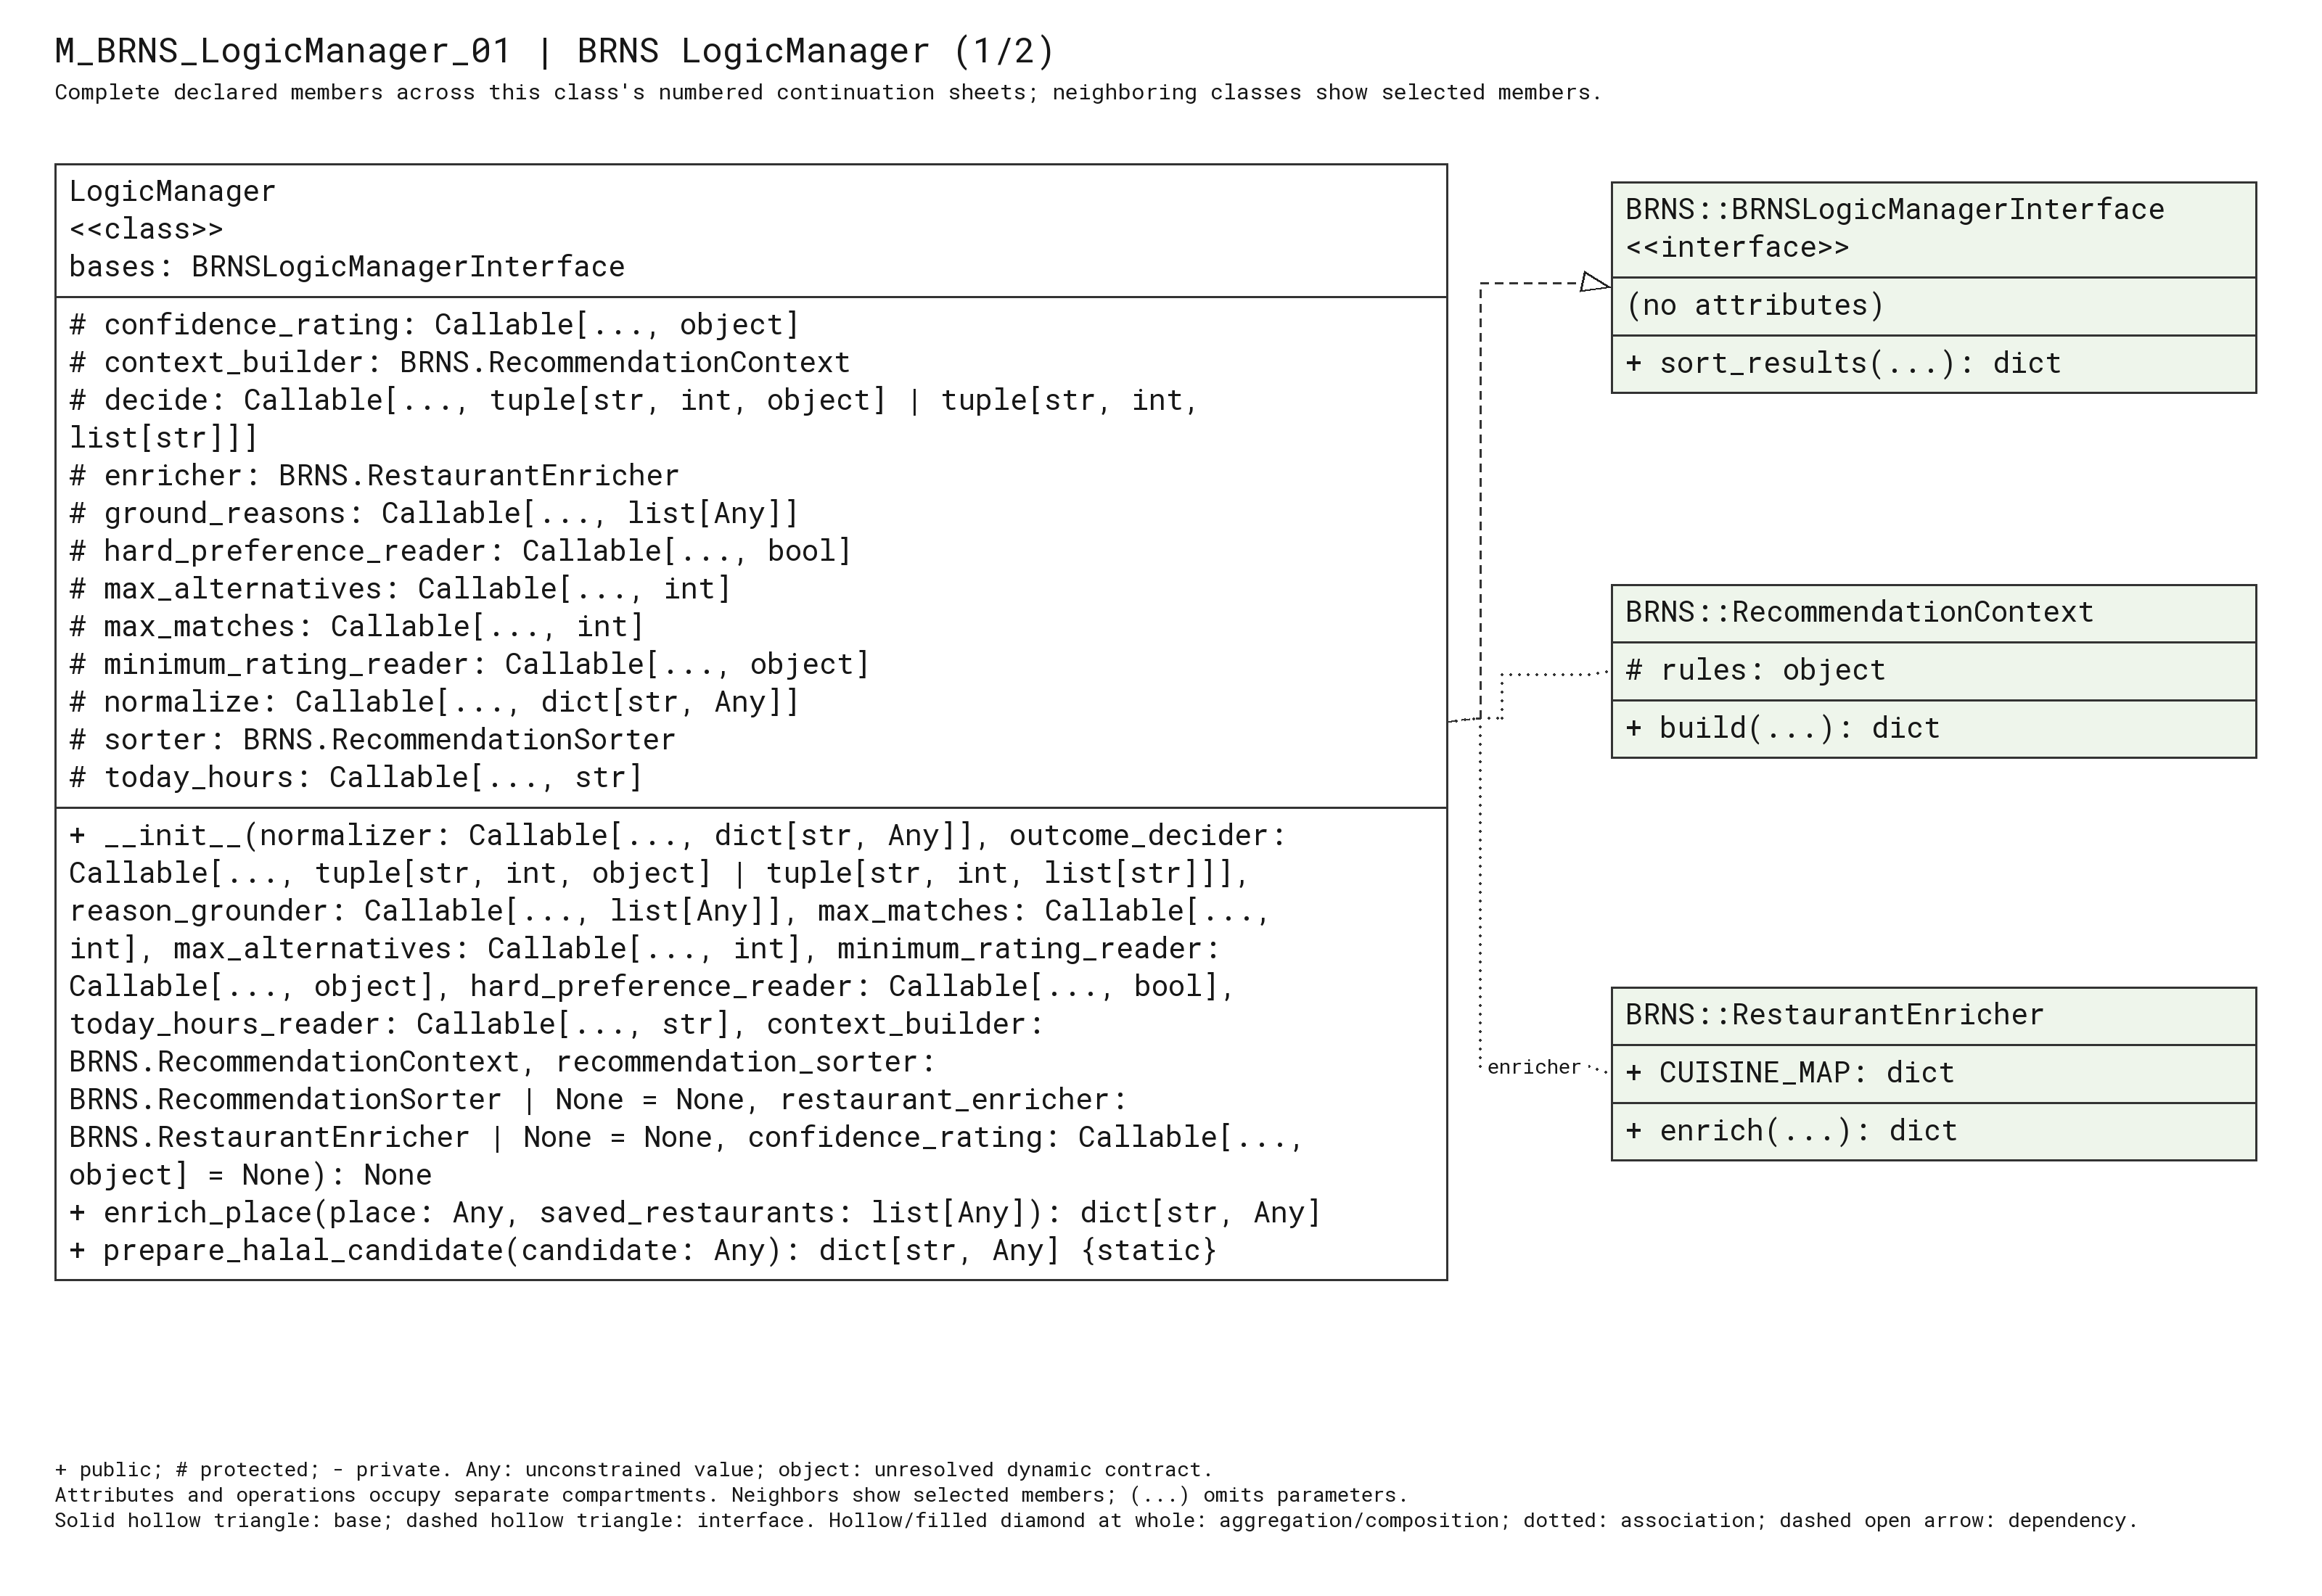 M_BRNS_LogicManager_01 | BRNS LogicManager (1/2)
Complete declared members across this class's numbered continuation sheets; neighboring classes show selected members.
LogicManager
<<class>>
bases: BRNSLogicManagerInterface
# confidence_rating: Callable[..., object]
# context_builder: BRNS.RecommendationContext
# decide: Callable[..., tuple[str, int, object] | tuple[str, int,
list[str]]]
# enricher: BRNS.RestaurantEnricher
# ground_reasons: Callable[..., list[Any]]
# hard_preference_reader: Callable[..., bool]
# max_alternatives: Callable[..., int]
# max_matches: Callable[..., int]
# minimum_rating_reader: Callable[..., object]
# normalize: Callable[..., dict[str, Any]]
# sorter: BRNS.RecommendationSorter
# today_hours: Callable[..., str]
+ __init__(normalizer: Callable[..., dict[str, Any]], outcome_decider:
Callable[..., tuple[str, int, object] | tuple[str, int, list[str]]],
reason_grounder: Callable[..., list[Any]], max_matches: Callable[...,
int], max_alternatives: Callable[..., int], minimum_rating_reader:
Callable[..., object], hard_preference_reader: Callable[..., bool],
today_hours_reader: Callable[..., str], context_builder:
BRNS.RecommendationContext, recommendation_sorter:
BRNS.RecommendationSorter | None = None, restaurant_enricher:
BRNS.RestaurantEnricher | None = None, confidence_rating: Callable[...,
object] = None): None
+ enrich_place(place: Any, saved_restaurants: list[Any]): dict[str, Any]
+ prepare_halal_candidate(candidate: Any): dict[str, Any] {static}
BRNS::BRNSLogicManagerInterface
<<interface>>
(no attributes)
+ sort_results(...): dict
BRNS::RecommendationContext
# rules: object
+ build(...): dict
enricher
BRNS::RestaurantEnricher
+ CUISINE_MAP: dict
+ enrich(...): dict
+ public; # protected; - private. Any: unconstrained value; object: unresolved dynamic contract.
Attributes and operations occupy separate compartments. Neighbors show selected members; (...) omits parameters.
Solid hollow triangle: base; dashed hollow triangle: interface. Hollow/filled diamond at whole: aggregation/composition; dotted: association; dashed open arrow: dependency.